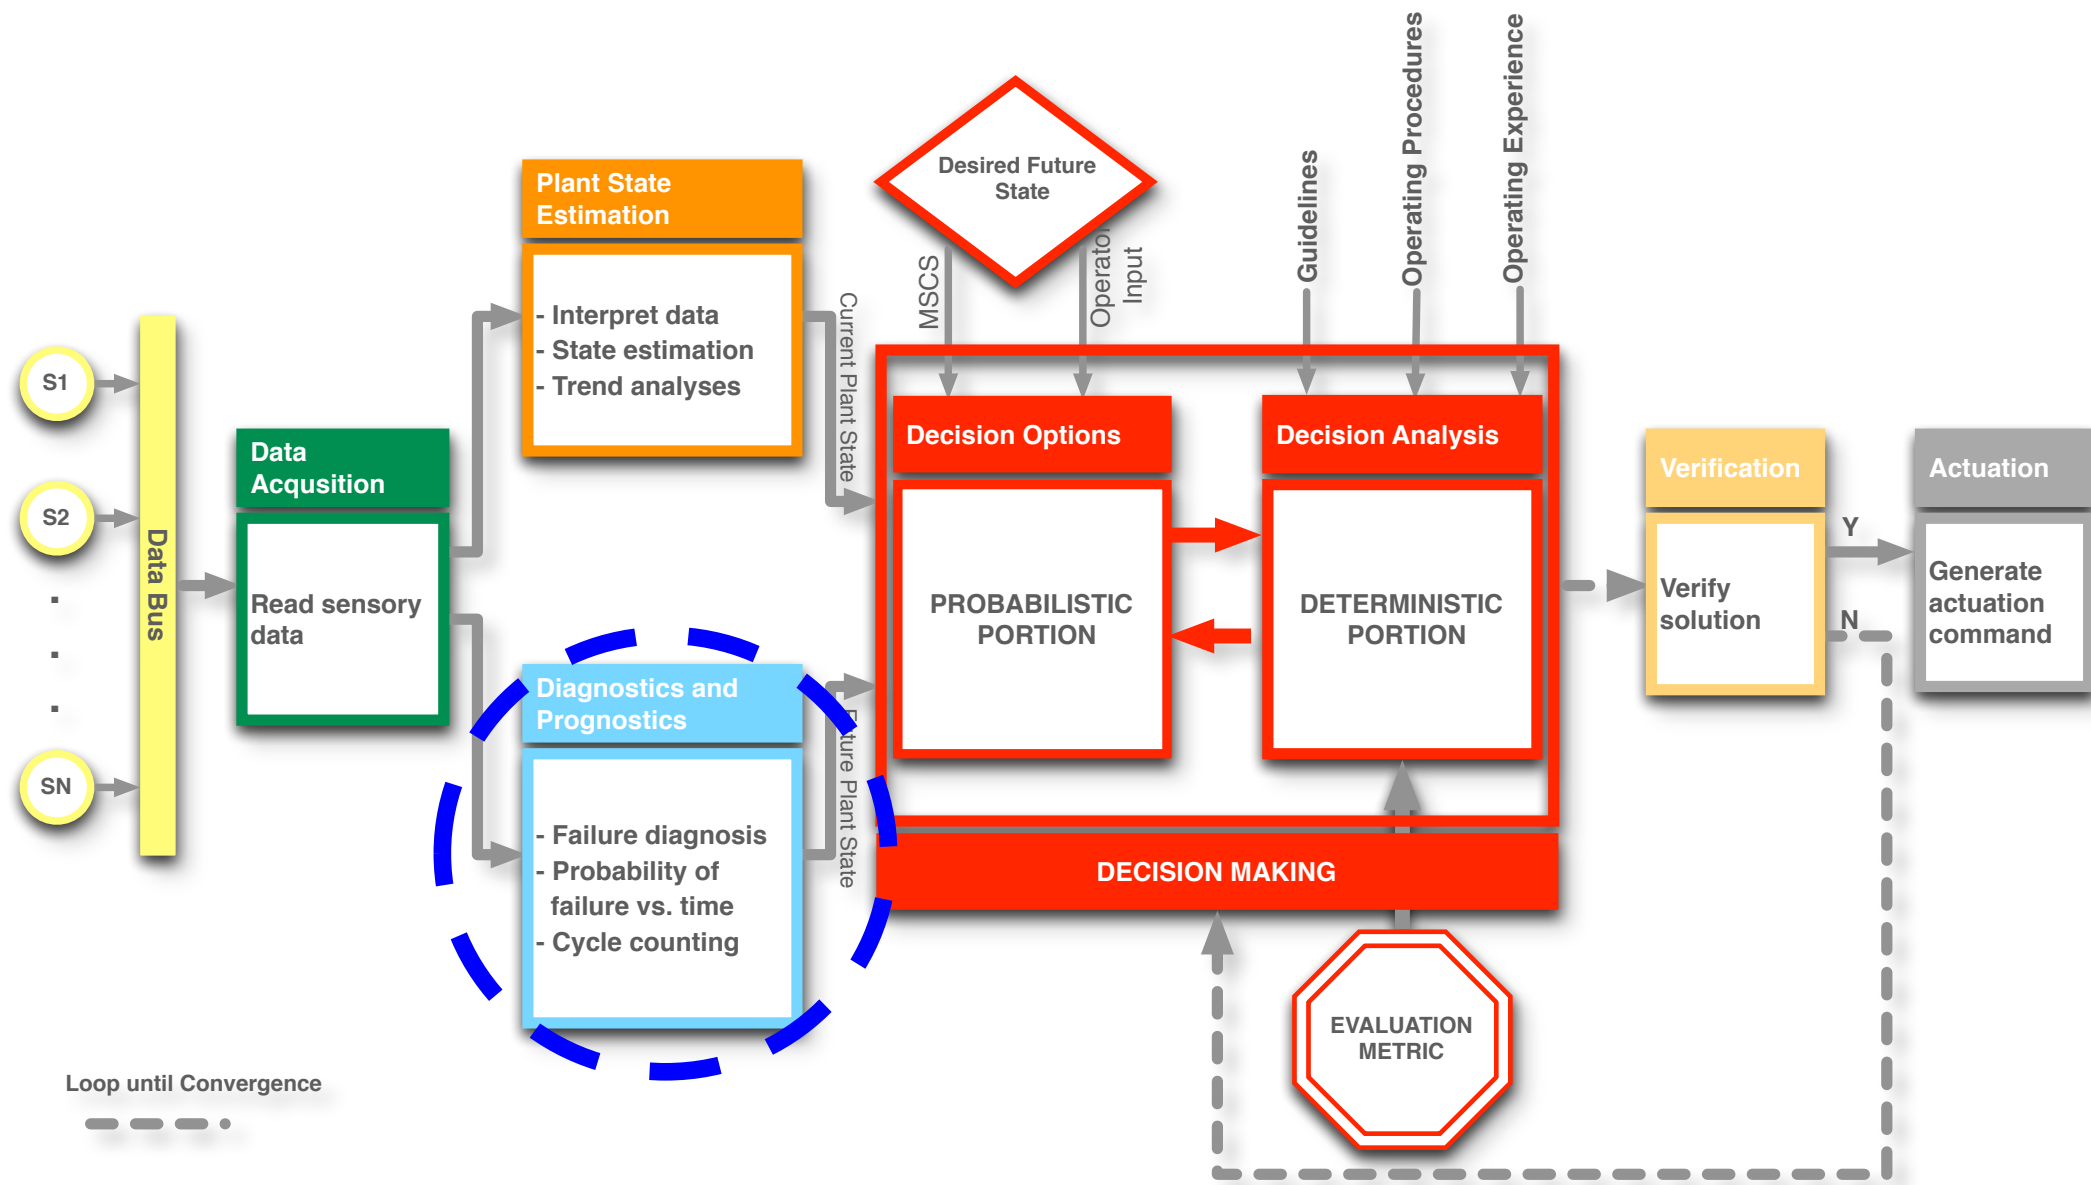 Operating Procedures
Operating Experience
Guidelines
Desired Future
State
MSCS
Operator
Input
Plant State
Estimation
- Interpret data
- State estimation
- Trend analyses
Current Plant State
S1
S2
.
.
.
SN
Data Bus
Data
Acqusition
Read sensory
data
Diagnostics and
Prognostics
- Failure diagnosis
- Probability of
failure vs. time
- Cycle counting
Future Plant State
Decision Options
PROBABILISTIC
PORTION
Decision Analysis
DETERMINISTIC
PORTION
DECISION MAKING
EVALUATION
METRIC
Verification
Verify
solution
Y
N
Actuation
Generate
actuation
command
Loop until Convergence